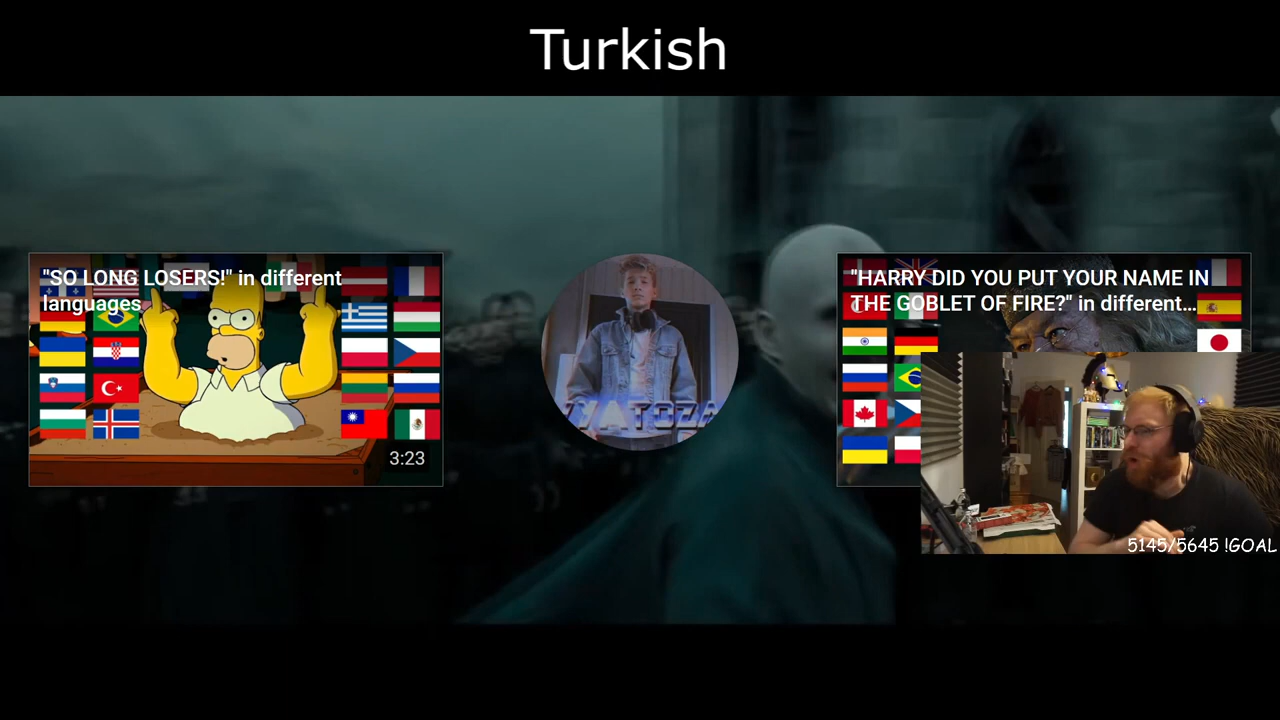 Turkish
"SO LONG LOSERS!" in different
languages
3:23
"HARRY DID YOU PUT YOUR NAME IN
THE GOBLET OF FIRE?" in different...
5145/5645 !GOAL